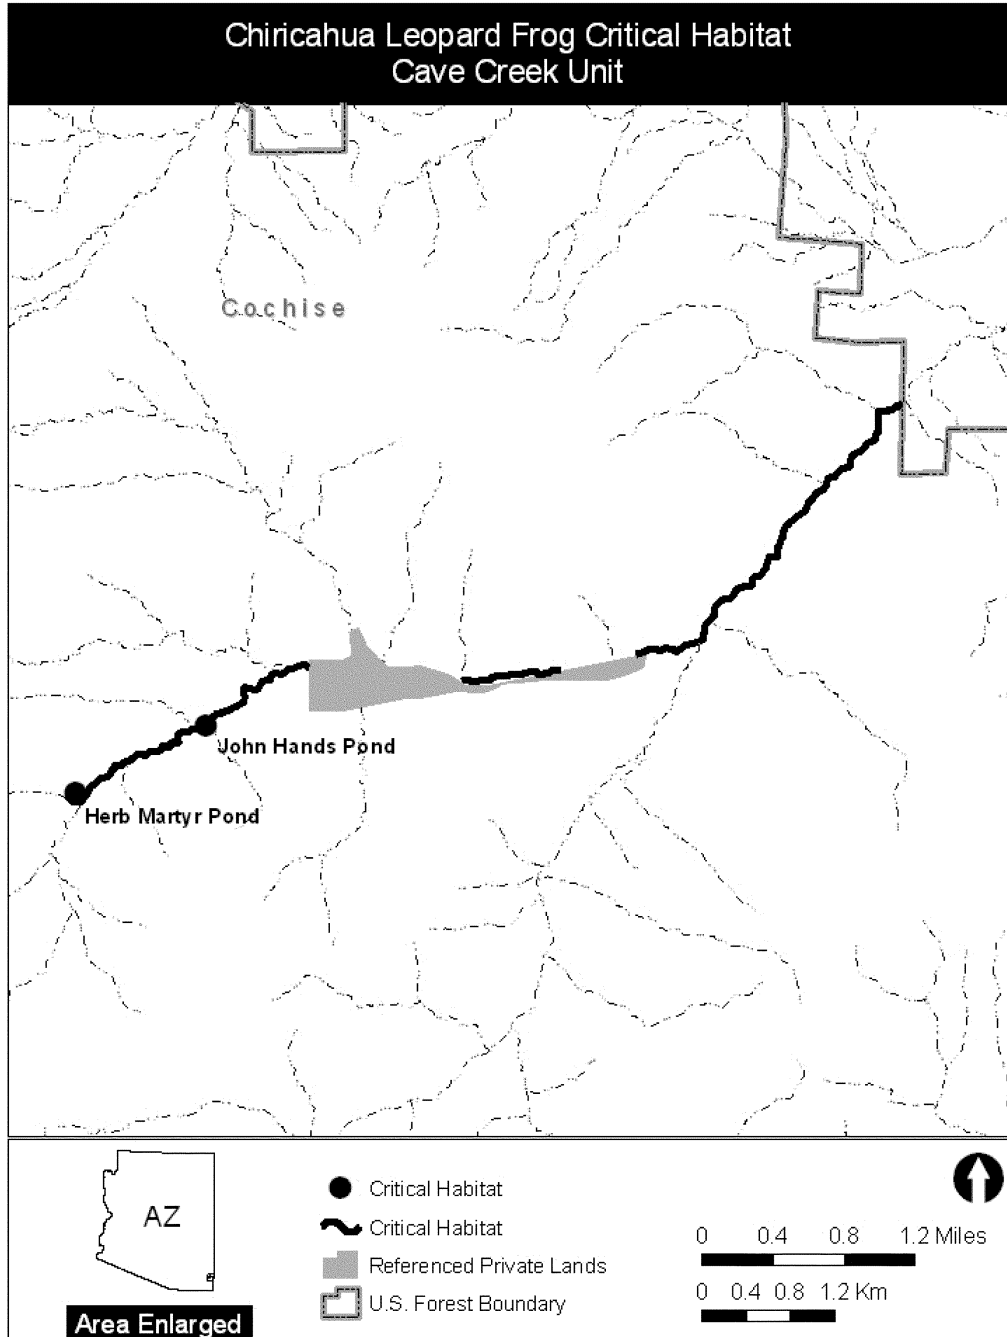 Chiricahua Leopard Frog Critical Habitat
Cave Creek Unit
Cochise
John Hands Pond
Herb Martyr Pond
AZ
Area Enlarged
Critical Habitat
Critical Habitat
Referenced Private Lands
U.S. Forest Boundary
0 0.4 0.8 1.2 Miles
0 0.4 0.8 1.2 Km